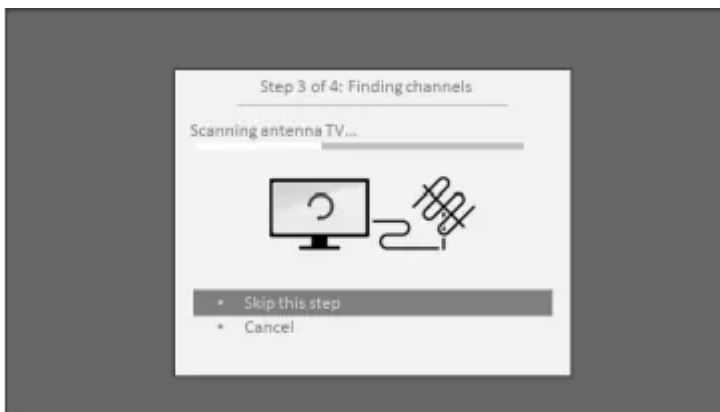 Step 3 of 4: Finding channels
Scanning antenna TV...
• Skip this step
• Cancel